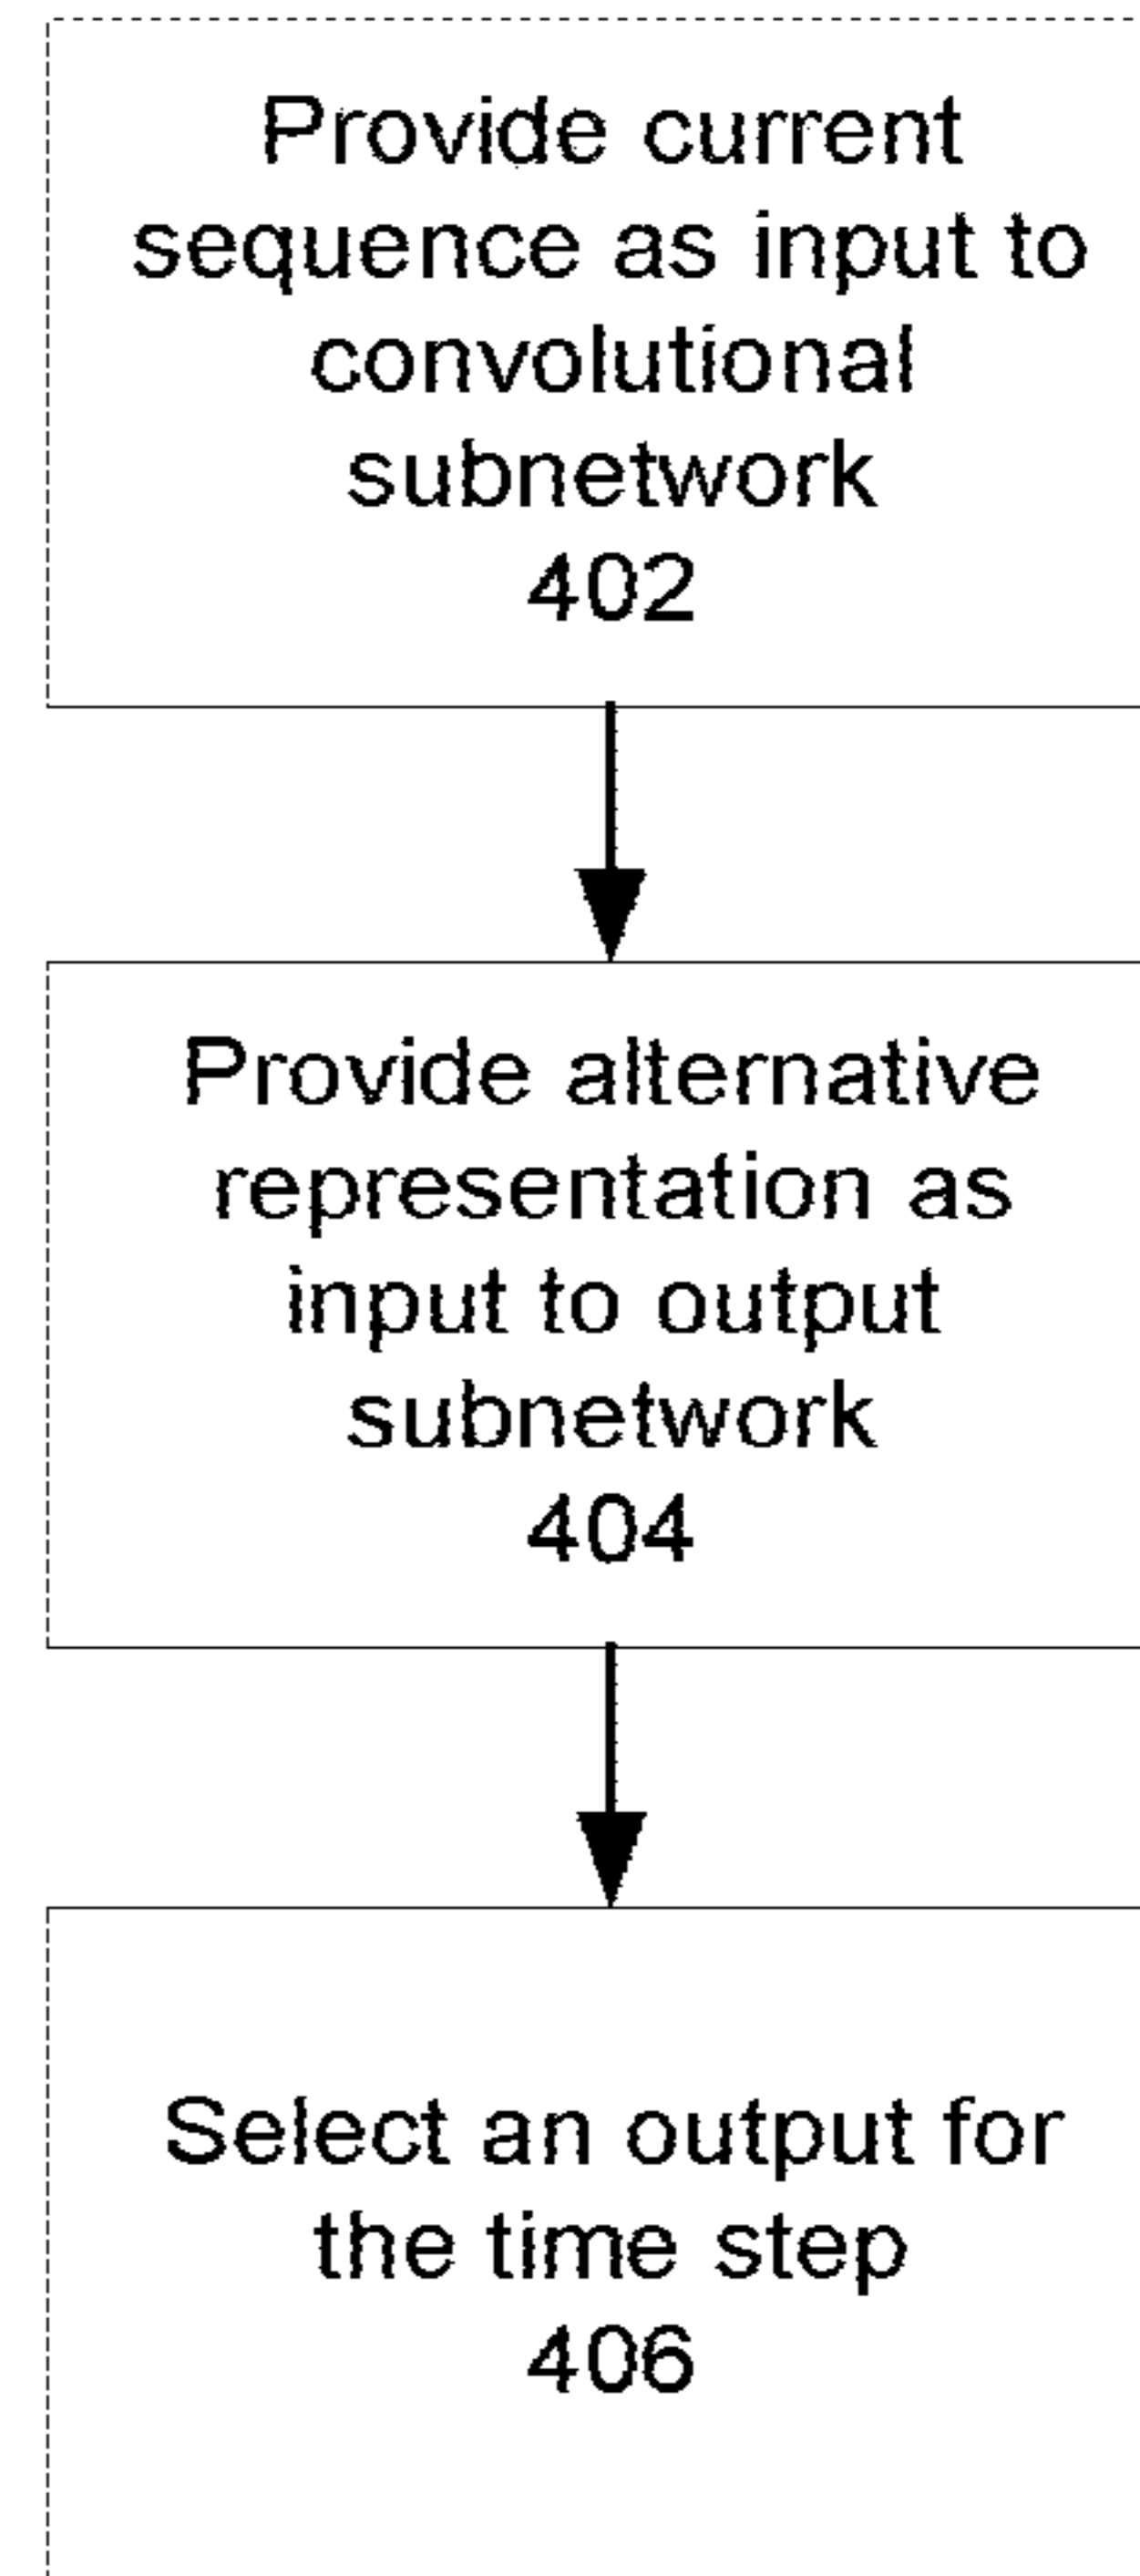 Provide current
sequence as input to
convolutional
subnetwork
402
Provide alternative
representation as
input to output
subnetwork
404
Select an output for
the time step
406